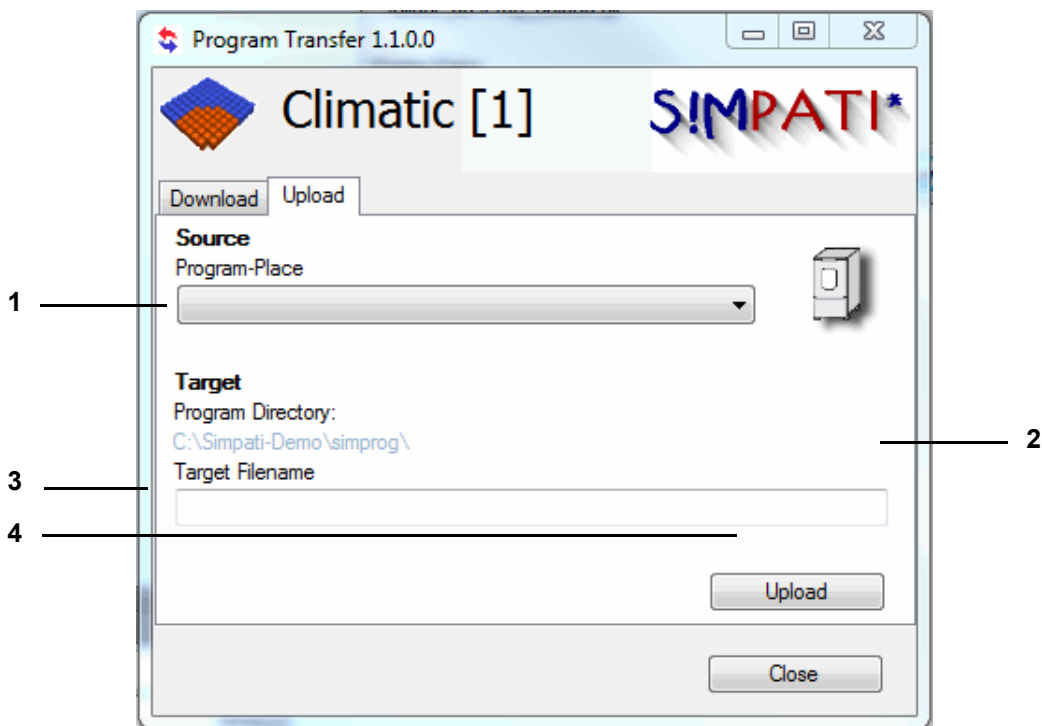 Program Transfer 1.1.0.0
Climatic [1]
S!MPATI*
Download
Upload
Source
Program-Place
1
Target
Program Directory:
C:\Simpati-Demo\simprog\
2
Target Filename
3
4
Upload
Close